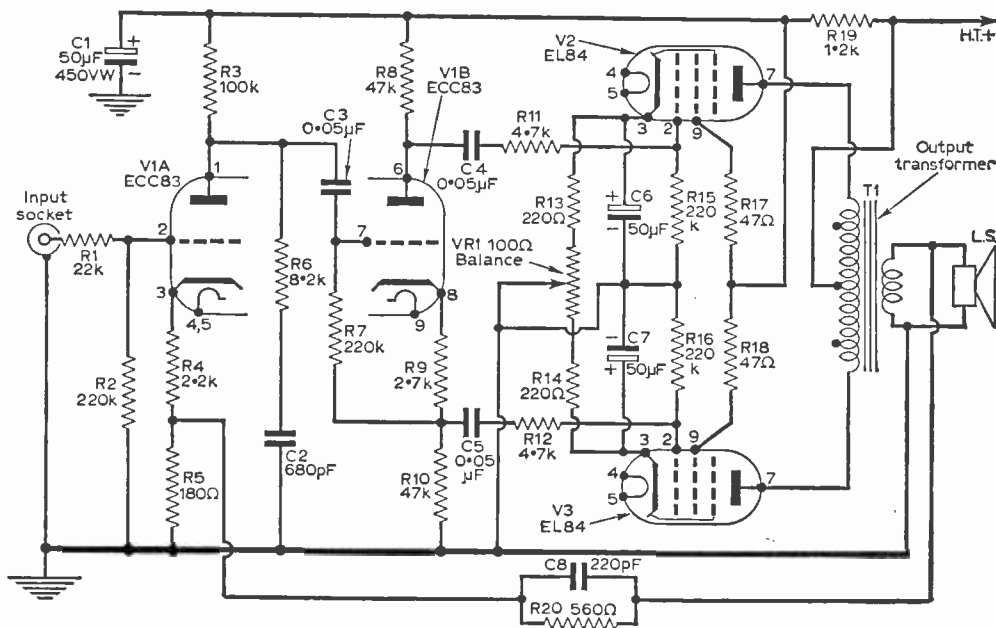 C1
50µF
450VW
+
−
R3
100k
R8
47k
V1B
ECC83
V2
EL84
R19
1·2k
H.T.+
4
5
3
2
9
7
C3
0·05µF
R11
4·7k
C4
0·05µF
V1A
ECC83
1
6
Output
transformer
T1
L.S.
Input
socket
R1
22k
2
7
R13
220Ω
+
C6
−
50µF
R15
220
k
R17
47Ω
VR1 100Ω
Balance
R6
8·2k
3
4,5
8
9
R7
220k
R4
2·2k
R9
2·7k
R2
220k
R14
220Ω
−
C7
50µF
+
R16
220
k
R18
47Ω
C2
680pF
C5
0·05
µF
R12
4·7k
R5
180Ω
R10
47k
3
2
9
4
5
7
V3
EL84
C8
220pF
R20 560Ω